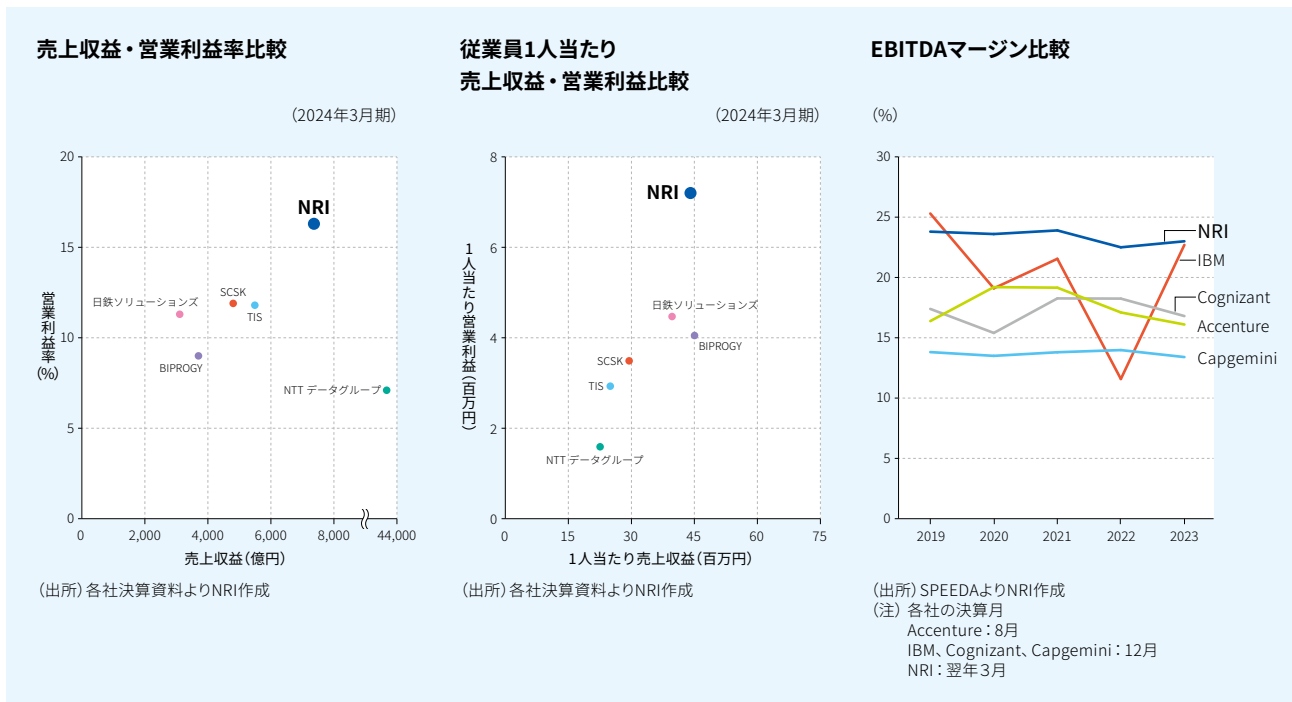 売上収益・営業利益率比較
（2024年3月期）
20
15
10
5
0
営業利益率(%)
NRI
日鉄ソリューションズ
SCSK
TIS
BIPROGY
NTT データグループ
0
2,000
4,000
6,000
8,000
44,000
売上収益（億円）
（出所）各社決算資料よりNRI作成
従業員1人当たり
売上収益・営業利益比較
（2024年3月期）
8
6
4
2
0
1人当たり営業利益（百万円）
NRI
日鉄ソリューションズ
BIPROGY
SCSK
TIS
NTT データグループ
0
15
30
45
60
75
1人当たり売上収益（百万円）
（出所）各社決算資料よりNRI作成
EBITDAマージン比較
（%）
30
25
20
15
10
5
0
NRI
IBM
Cognizant
Accenture
Capgemini
2019
2020
2021
2022
2023
（出所）SPEEDAよりNRI作成
（注）各社の決算月
Accenture：8月
IBM、Cognizant、Capgemini：12月
NRI：翌年3月